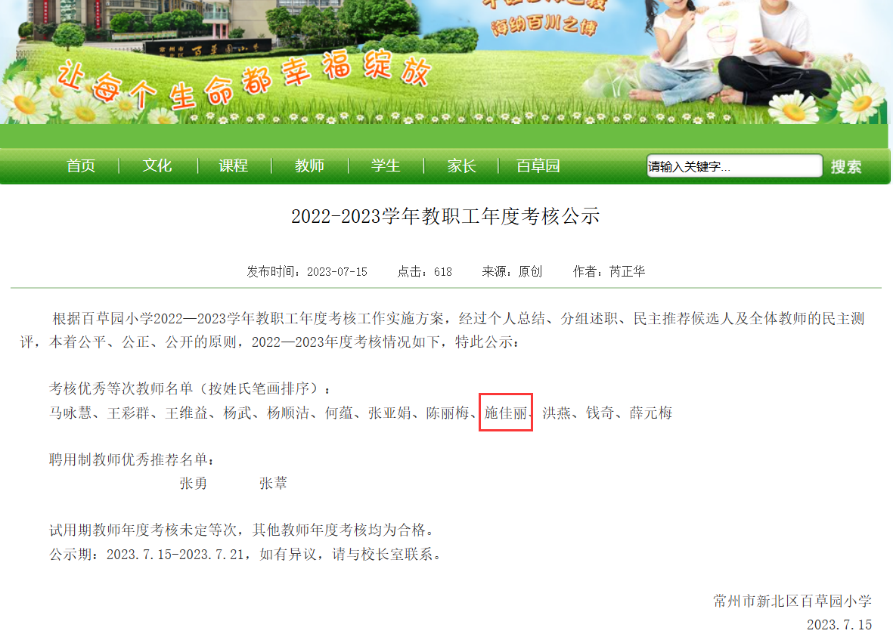 海纳百川之博
百草园小学
让每个生命都幸福绽放
首页 文化 课程 教师 学生 家长 百草园 请输入关键字... 搜索
2022-2023学年教职工年度考核公示
发布时间：2023-07-15 点击：618 来源：原创 作者：芮正华
根据百草园小学2022—2023学年教职工年度考核工作实施方案，经过个人总结、分组述职、民主推荐候选人及全体教师的民主测
评，本着公平、公正、公开的原则，2022—2023年度考核情况如下，特此公示：
考核优秀等次教师名单（按姓氏笔画排序）：
马咏慧、王彩群、王维益、杨武、杨顺洁、何蕴、张亚娟、陈丽梅、施佳丽、洪燕、钱奇、薛元梅
聘用制教师优秀推荐名单：
张勇 张葦
试用期教师年度考核未定等次，其他教师年度考核均为合格。
公示期：2023.7.15-2023.7.21，如有异议，请与校长室联系。
常州市新北区百草园小学
2023.7.15